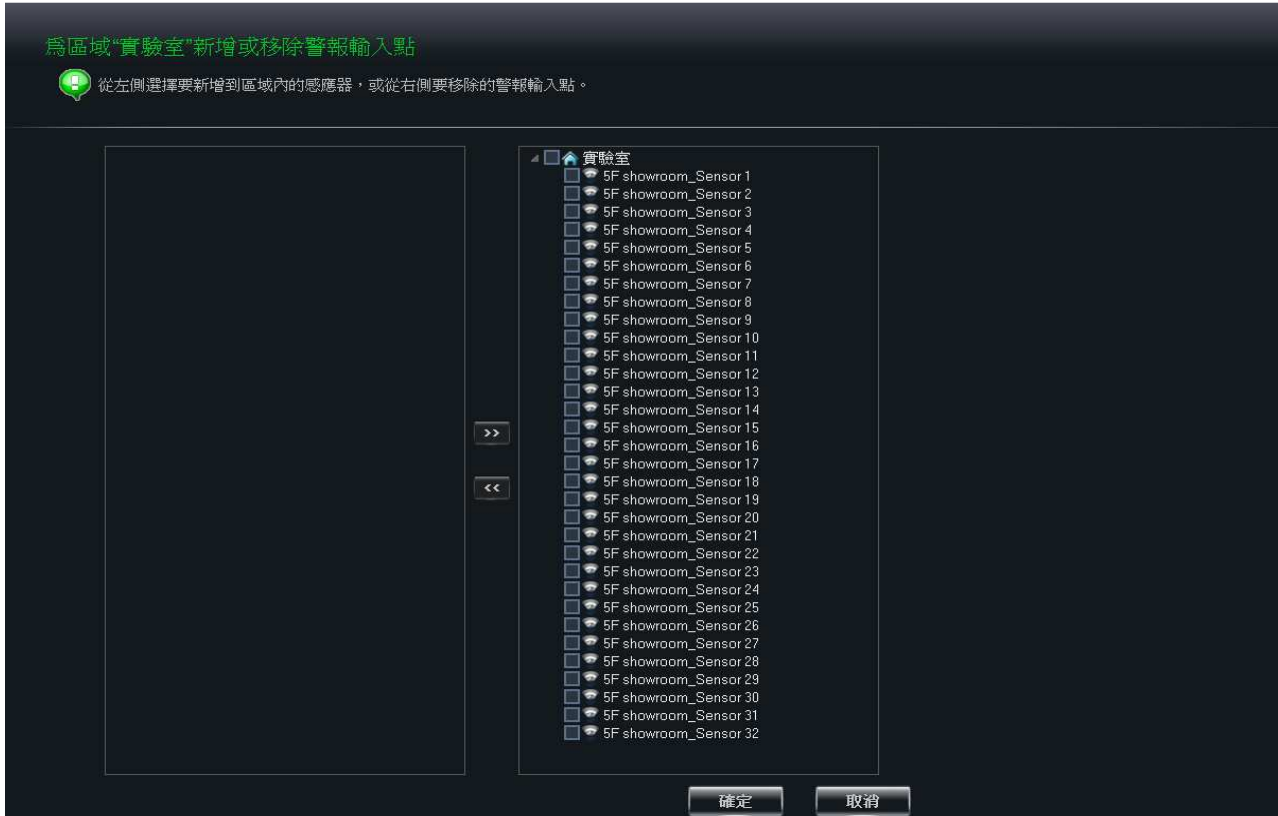 爲區域“實驗室”新增或移除警報輸入點
從左側選擇要新增到區域內的感應器，或從右側要移除的警報輸入點。
實驗室
5F showroom_Sensor 1
5F showroom_Sensor 2
5F showroom_Sensor 3
5F showroom_Sensor 4
5F showroom_Sensor 5
5F showroom_Sensor 6
5F showroom_Sensor 7
5F showroom_Sensor 8
5F showroom_Sensor 9
5F showroom_Sensor 10
5F showroom_Sensor 11
5F showroom_Sensor 12
5F showroom_Sensor 13
5F showroom_Sensor 14
5F showroom_Sensor 15
5F showroom_Sensor 16
5F showroom_Sensor 17
5F showroom_Sensor 18
5F showroom_Sensor 19
5F showroom_Sensor 20
5F showroom_Sensor 21
5F showroom_Sensor 22
5F showroom_Sensor 23
5F showroom_Sensor 24
5F showroom_Sensor 25
5F showroom_Sensor 26
5F showroom_Sensor 27
5F showroom_Sensor 28
5F showroom_Sensor 29
5F showroom_Sensor 30
5F showroom_Sensor 31
5F showroom_Sensor 32
>>
<<
確定 取消